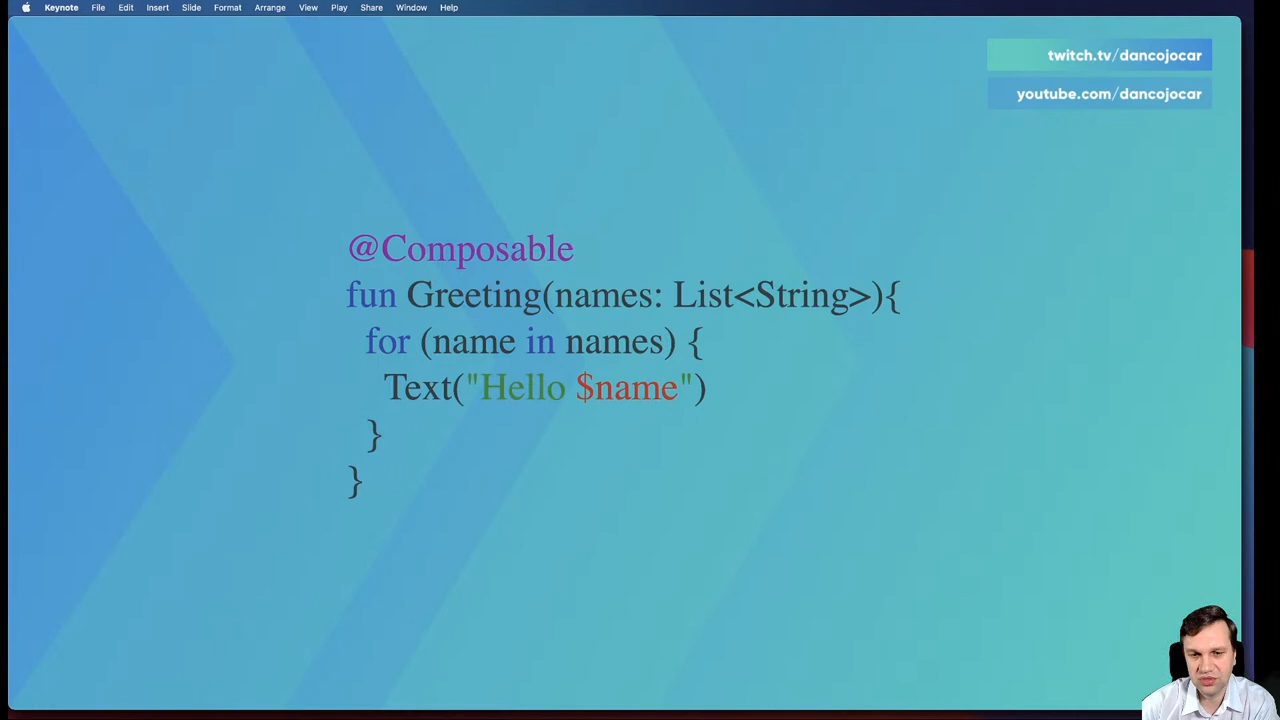 Keynote File Edit Insert Slide Format Arrange View Play Share Window Help
twitch.tv/dancojocar
youtube.com/dancojocar
@Composable
fun Greeting(names: List<String>){
for (name in names) {
Text("Hello $name")
}
}